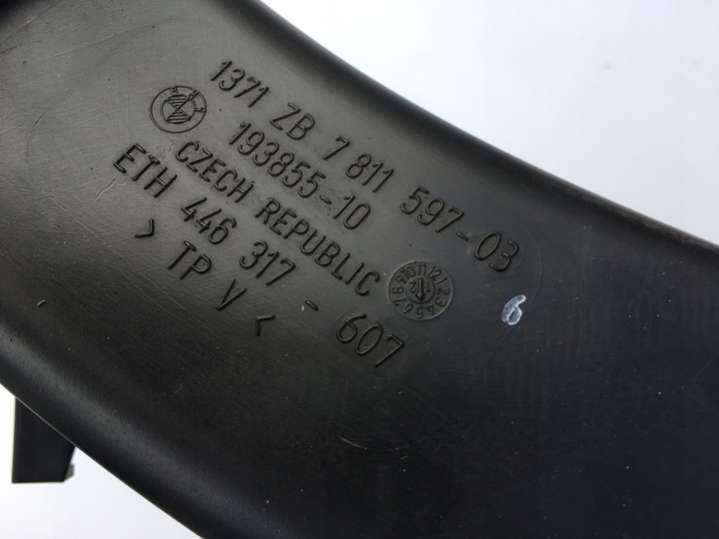 1371 ZB 7 811 597-03
193855-10
CZECH REPUBLIC
ETH 446 317 - 607
> TP V <
6